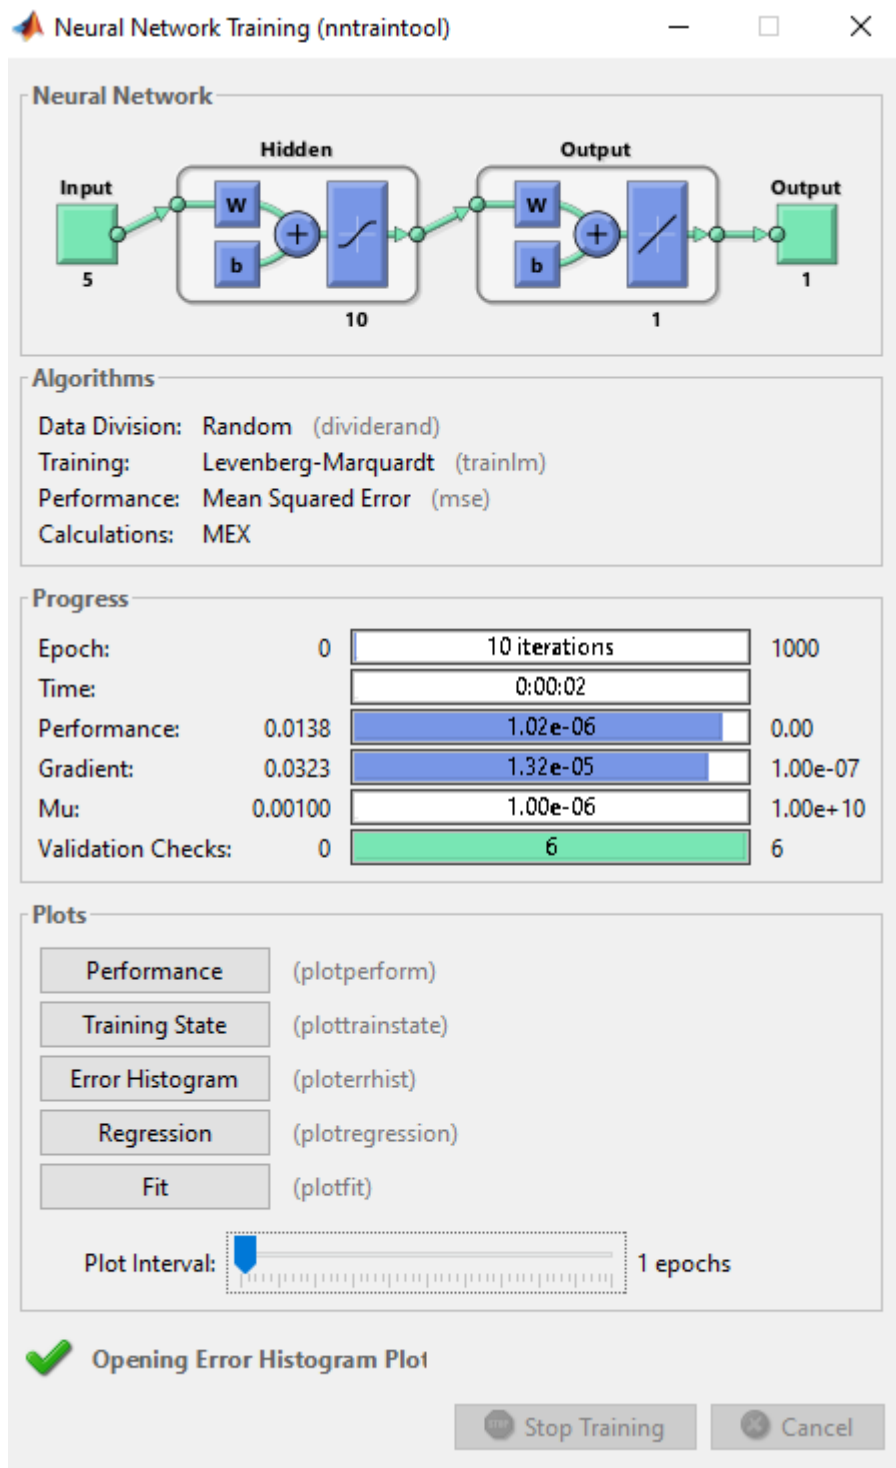 Neural Network Training (nntraintool)
Neural Network
Hidden
Output
Input
Output
W
W
b
b
5
1
10
1
Algorithms
Data Division: Random (dividerand)
Training: Levenberg-Marquardt (trainlm)
Performance: Mean Squared Error (mse)
Calculations: MEX
Progress
Epoch: 0 10 iterations 1000
Time: 0:00:02
Performance: 0.0138 1.02e-06 0.00
Gradient: 0.0323 1.32e-05 1.00e-07
Mu: 0.00100 1.00e-06 1.00e+10
Validation Checks: 0 6 6
Plots
Performance (plotperform)
Training State (plottrainstate)
Error Histogram (ploterrhist)
Regression (plotregression)
Fit (plotfit)
Plot Interval: 1 epochs
Opening Error Histogram Plot
Stop Training Cancel